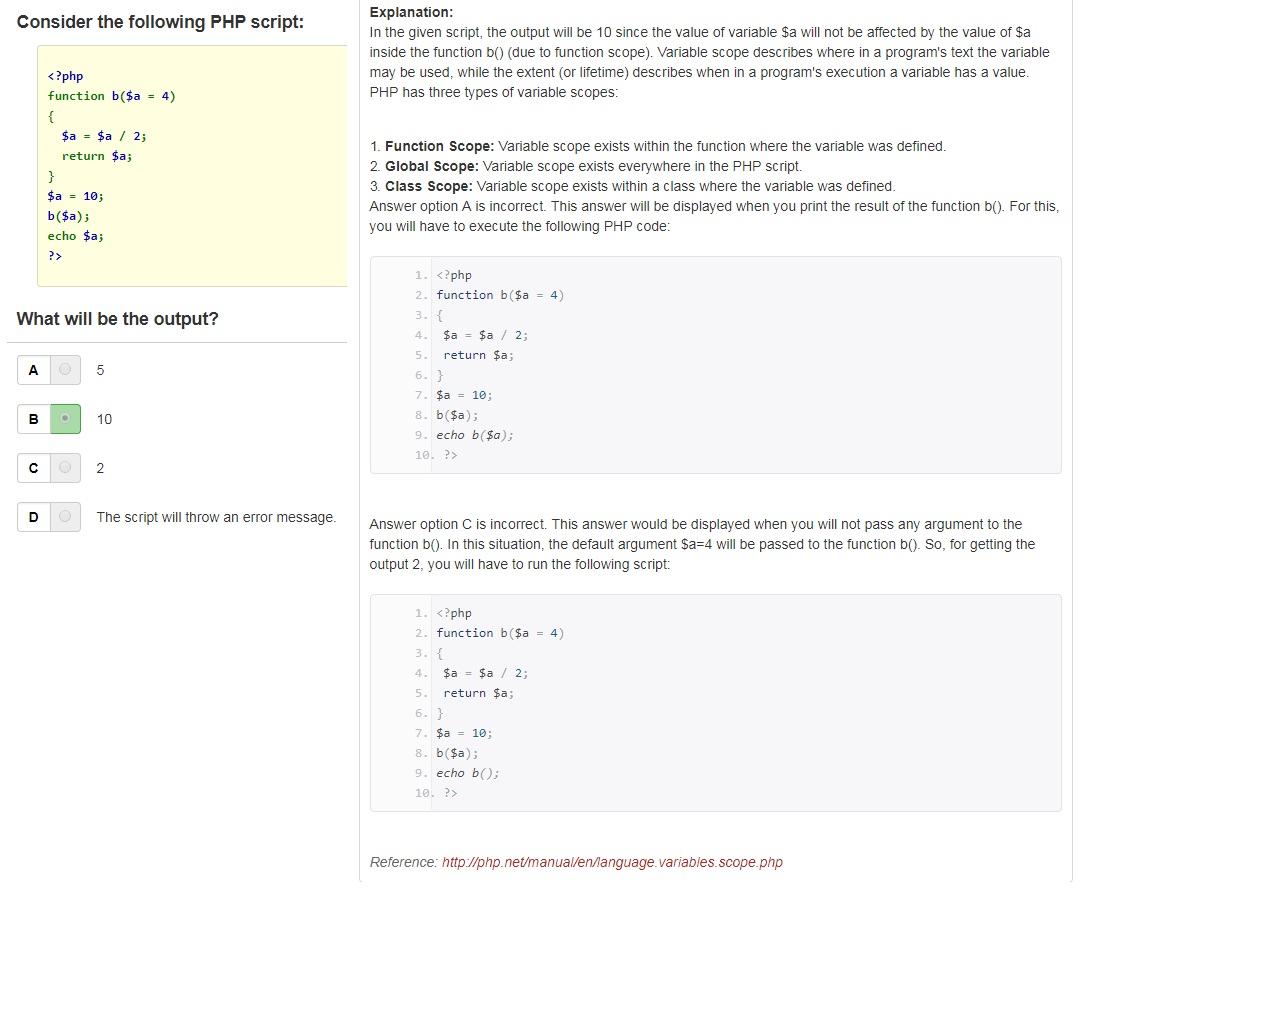 Consider the following PHP script:
<?php
function b($a = 4)
{
  $a = $a / 2;
  return $a;
}
$a = 10;
b($a);
echo $a;
?>
What will be the output?
A 5
B 10
C 2
D The script will throw an error message.
Explanation:
In the given script, the output will be 10 since the value of variable $a will not be affected by the value of $a
inside the function b() (due to function scope). Variable scope describes where in a program's text the variable
may be used, while the extent (or lifetime) describes when in a program's execution a variable has a value.
PHP has three types of variable scopes:
1. Function Scope: Variable scope exists within the function where the variable was defined.
2. Global Scope: Variable scope exists everywhere in the PHP script.
3. Class Scope: Variable scope exists within a class where the variable was defined.
Answer option A is incorrect. This answer will be displayed when you print the result of the function b(). For this,
you will have to execute the following PHP code:
1. <?php
2. function b($a = 4)
3. {
4.  $a = $a / 2;
5.  return $a;
6. }
7. $a = 10;
8. b($a);
9. echo b($a);
10. ?>
Answer option C is incorrect. This answer would be displayed when you will not pass any argument to the
function b(). In this situation, the default argument $a=4 will be passed to the function b(). So, for getting the
output 2, you will have to run the following script:
1. <?php
2. function b($a = 4)
3. {
4.  $a = $a / 2;
5.  return $a;
6. }
7. $a = 10;
8. b($a);
9. echo b();
10. ?>
Reference: http://php.net/manual/en/language.variables.scope.php